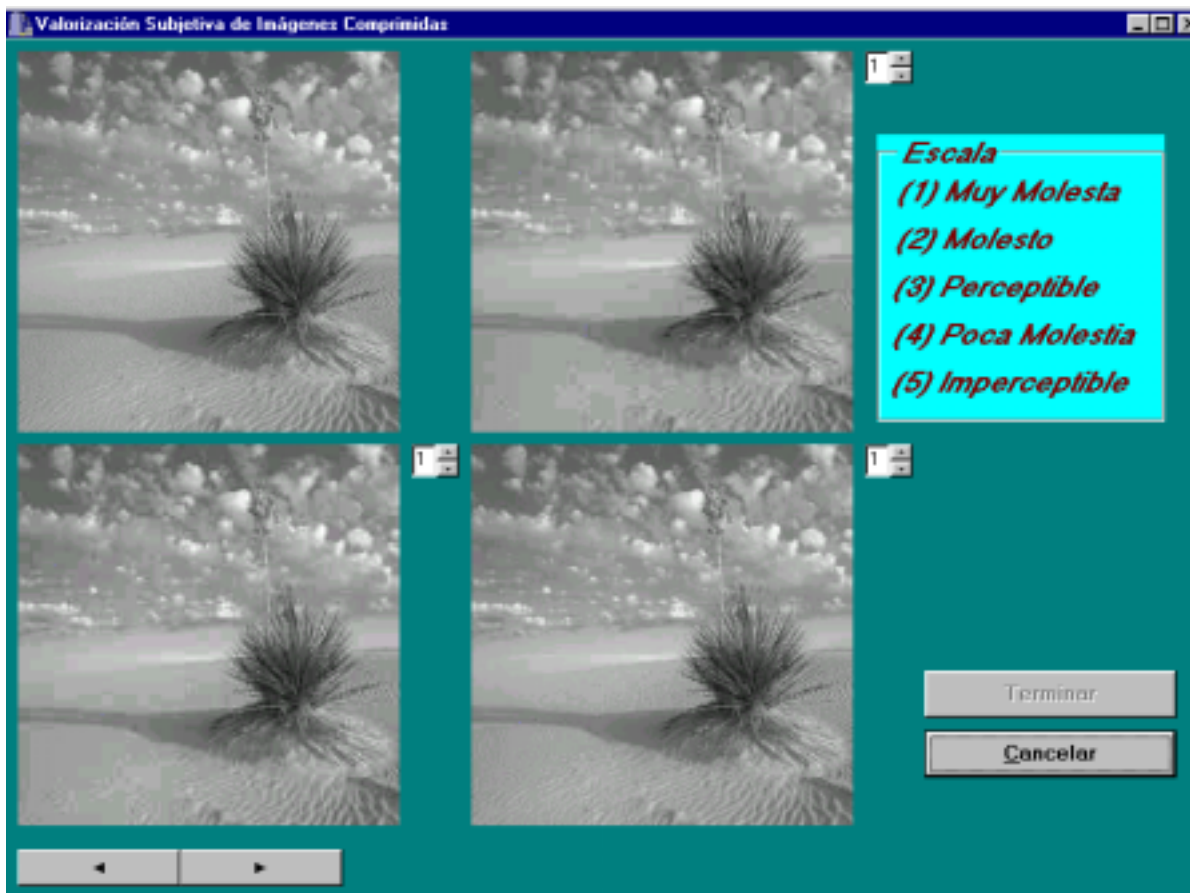 Valorización Subjetiva de Imágenes Comprimidas
1
Escala
(1) Muy Molesta
(2) Molesto
(3) Perceptible
(4) Poca Molestia
(5) Imperceptible
1
1
Terminar
Cancelar